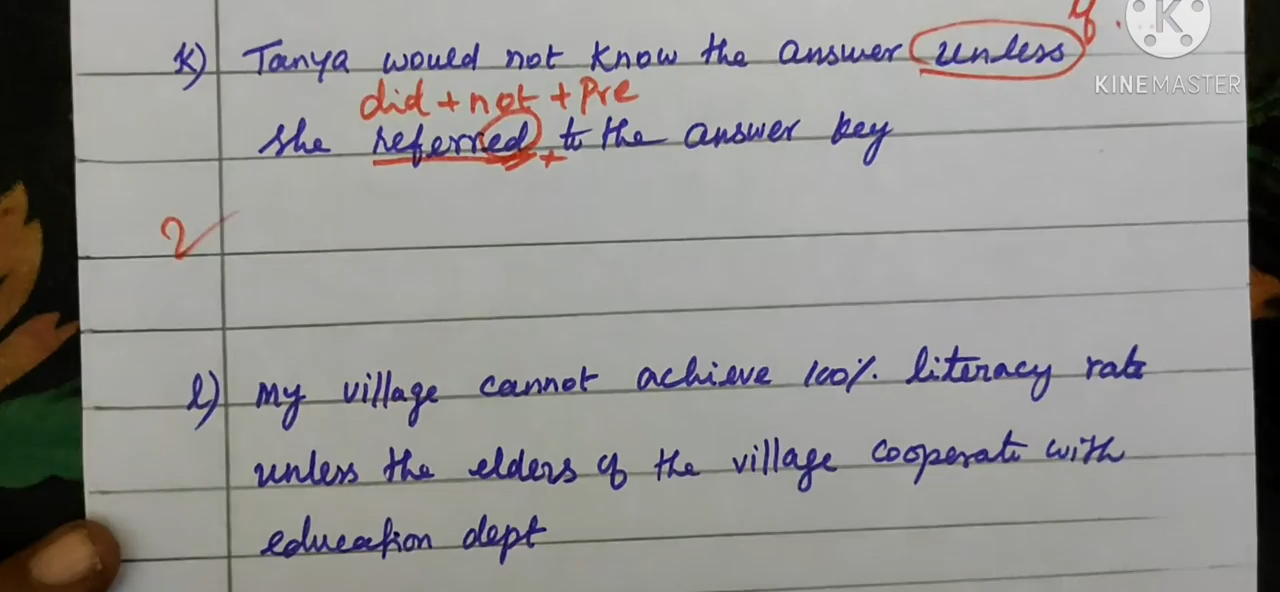 if.
K
k) Tanya would not know the answer unless
KINEMASTER
did + not + Pre
she referred to the answer key
+
2
l) my village cannot achieve 100% literacy rate
unless the elders of the village cooperate with
education dept